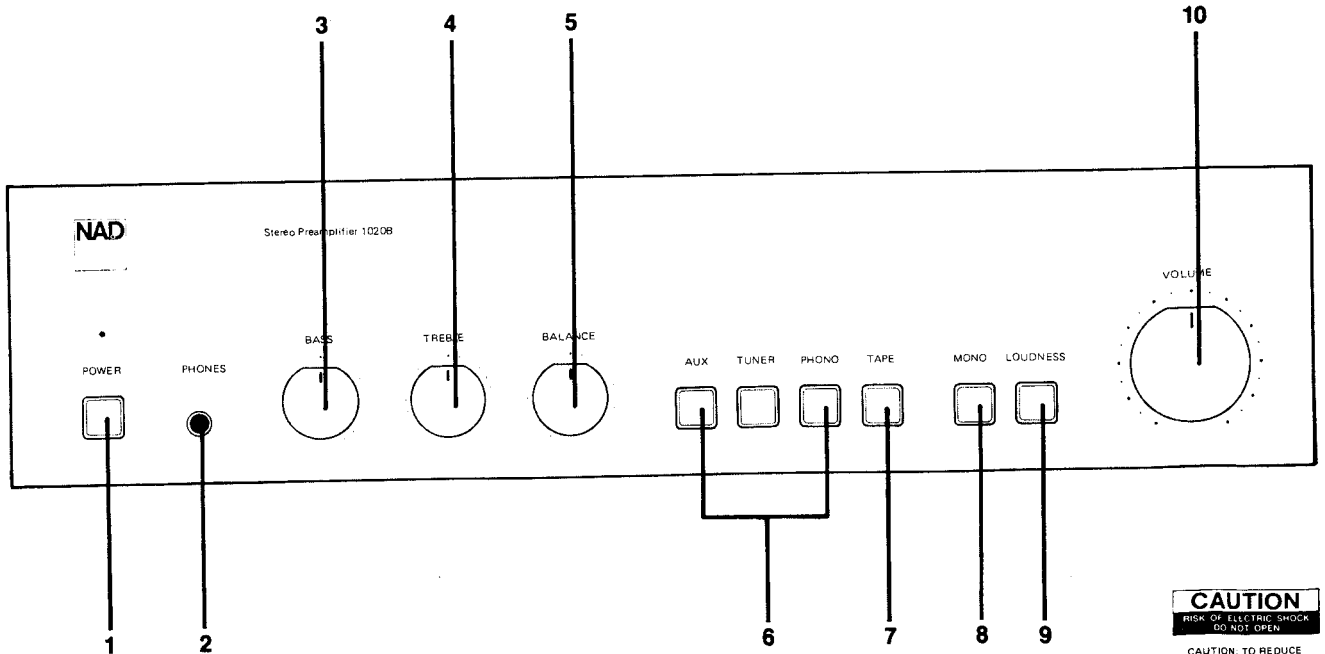 3 4 5 10
NAD
Stereo Preamplifier 1020B
VOLUME
BASS TREBLE BALANCE
POWER PHONES AUX TUNER PHONO TAPE MONO LOUDNESS
1 2 6 7 8 9
CAUTION
RISK OF ELECTRIC SHOCK
DO NOT OPEN
CAUTION: TO REDUCE